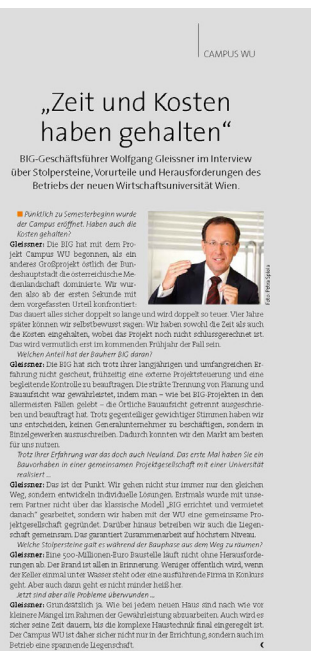 CAMPUS WU
„Zeit und Kosten
haben gehalten“
BIG-Geschäftsführer Wolfgang Gleissner im Interview
über Stolpersteine, Vorurteile und Herausforderungen des
Betriebs der neuen Wirtschaftsuniversität Wien.
Pünktlich zu Semesterbeginn wurde
der Campus eröffnet. Haben auch die
Kosten gehalten?
Gleissner: Die BIG hat mit dem Pro-
jekt Campus WU begonnen, als ein
anderes Großprojekt östlich der Bun-
deshauptstadt die österreichische Me-
dienlandschaft dominierte. Wir wur-
den also ab der ersten Sekunde mit
dem vorgefassten Urteil konfrontiert:
Foto: Petra Spiola
Das dauert alles sicher doppelt so lange und wird doppelt so teuer. Vier Jahre
später können wir selbstbewusst sagen: Wir haben sowohl die Zeit als auch
die Kosten eingehalten, wobei das Projekt noch nicht schlussgerechnet ist.
Das wird vermutlich erst im kommenden Frühjahr der Fall sein.
Welchen Anteil hat der Bauherr BIG daran?
Gleissner: Die BIG hat sich trotz ihrer langjährigen und umfangreichen Er-
fahrung nicht gescheut, frühzeitig eine externe Projektsteuerung und eine
begleitende Kontrolle zu beauftragen. Die strikte Trennung von Planung und
Bauaufsicht war gewährleistet, indem man – wie bei BIG-Projekten in den
allermeisten Fällen gelebt – die Örtliche Bauaufsicht getrennt ausgeschrie-
ben und beauftragt hat. Trotz gegenteiliger gewichtiger Stimmen haben wir
uns entscheiden, keinen Generalunternehmer zu beschäftigen, sondern in
Einzelgewerken auszuschreiben. Dadurch konnten wir den Markt am besten
für uns nutzen.
Trotz Ihrer Erfahrung war das doch auch Neuland. Das erste Mal haben Sie ein
Bauvorhaben in einer gemeinsamen Projektgesellschaft mit einer Universität
realisiert ...
Gleissner: Das ist der Punkt. Wir gehen nicht stur immer nur den gleichen
Weg, sondern entwickeln individuelle Lösungen. Erstmals wurde mit unse-
rem Partner nicht über das klassische Modell „BIG errichtet und vermietet
danach“ gearbeitet, sondern wir haben mit der WU eine gemeinsame Pro-
jektgesellschaft gegründet. Darüber hinaus betreiben wir auch die Liegen-
schaft gemeinsam. Das garantiert Zusammenarbeit auf höchstem Niveau.
Welche Stolpersteine galt es während der Bauphase aus dem Weg zu räumen?
Gleissner: Eine 500-Millionen-Euro Baustelle läuft nicht ohne Herausforde-
rungen ab. Der Brand ist allen in Erinnerung. Weniger öffentlich wird, wenn
der Keller einmal unter Wasser steht oder eine ausführende Firma in Konkurs
geht. Aber auch dann geht es nicht minder heiß her.
Jetzt sind aber alle Probleme überwunden ...
Gleissner: Grundsätzlich ja. Wie bei jedem neuen Haus sind nach wie vor
kleinere Mängel im Rahmen der Gewährleistung abzuarbeiten. Auch wird es
sicher seine Zeit dauern, bis die komplexe Haustechnik final eingeregelt ist.
Der Campus WU ist daher sicher nicht nur in der Errichtung, sondern auch im
Betrieb eine spannende Liegenschaft.